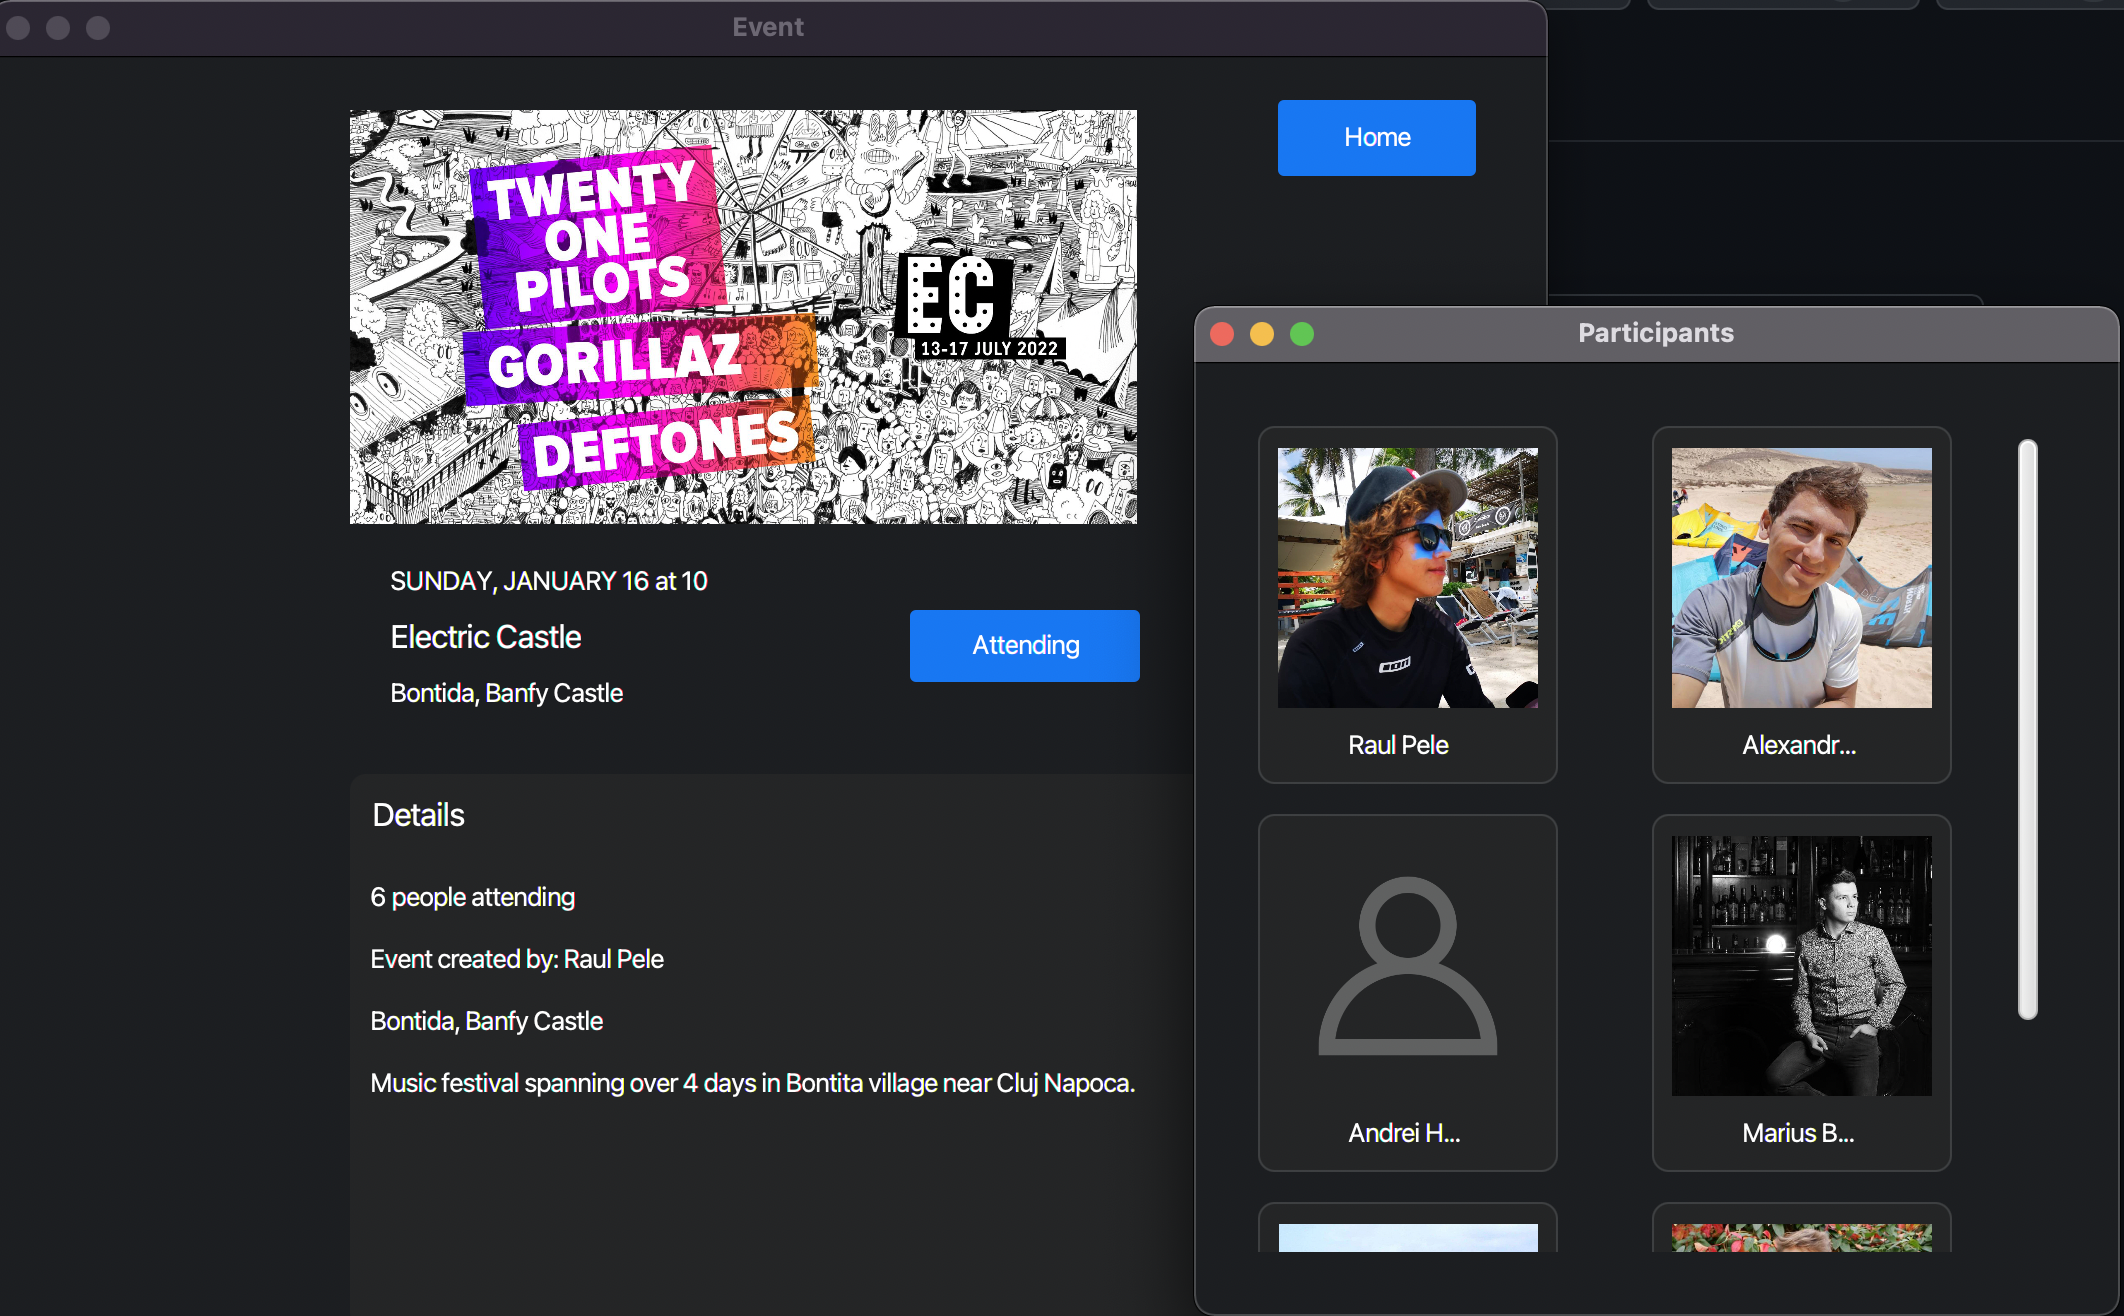 Event
Home
TWENTY
ONE
PILOTS
GORILLAZ
DEFTONES
EC
13-17 JULY 2022
SUNDAY, JANUARY 16 at 10
Electric Castle
Bontida, Banfy Castle
Attending
Details
6 people attending
Event created by: Raul Pele
Bontida, Banfy Castle
Music festival spanning over 4 days in Bontita village near Cluj Napoca.
Participants
Raul Pele
Alexandr...
Andrei H...
Marius B...
ion